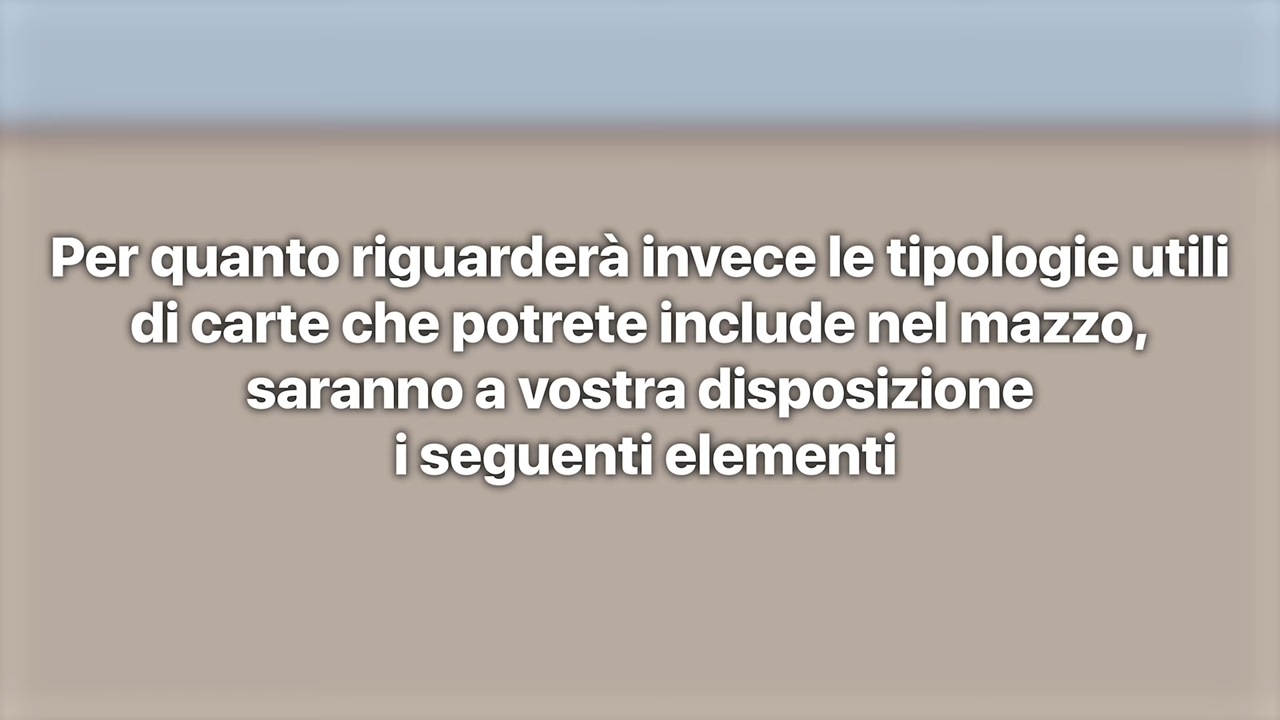 Per quanto riguarderà invece le tipologie utili
di carte che potrete include nel mazzo,
saranno a vostra disposizione
i seguenti elementi